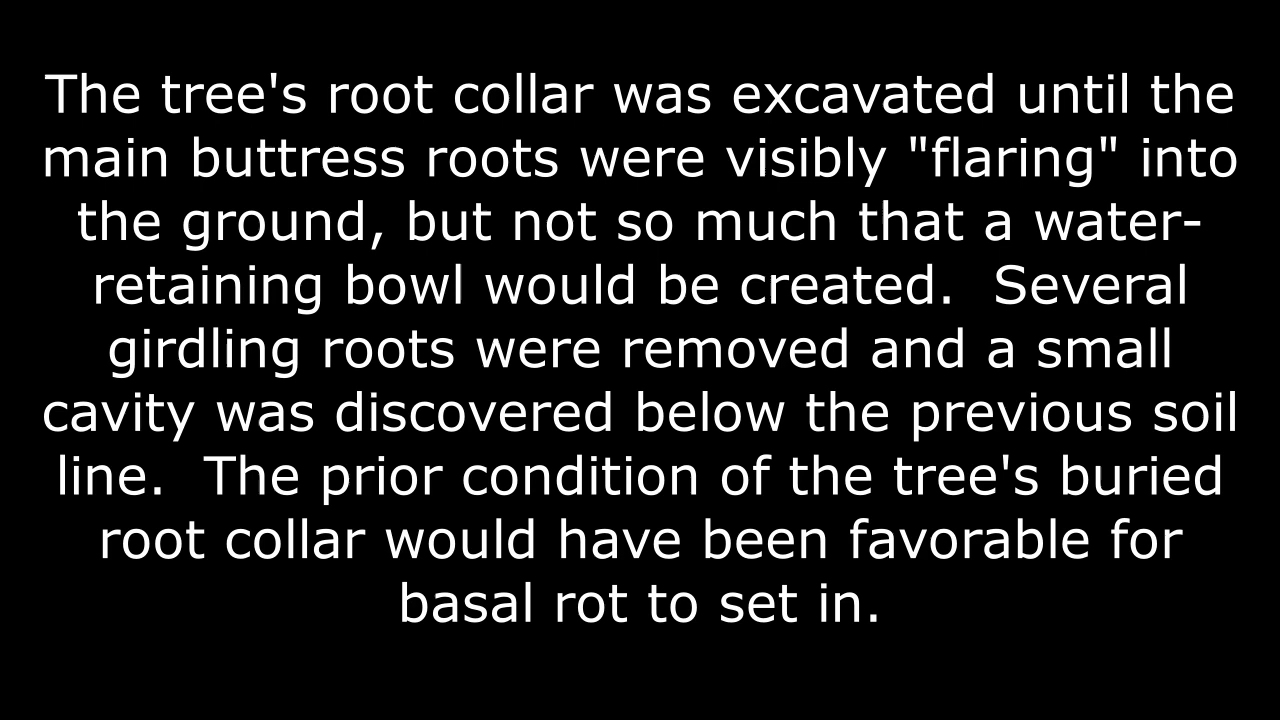 The tree's root collar was excavated until the
main buttress roots were visibly "flaring" into
the ground, but not so much that a water-
retaining bowl would be created.  Several
girdling roots were removed and a small
cavity was discovered below the previous soil
line.  The prior condition of the tree's buried
root collar would have been favorable for
basal rot to set in.